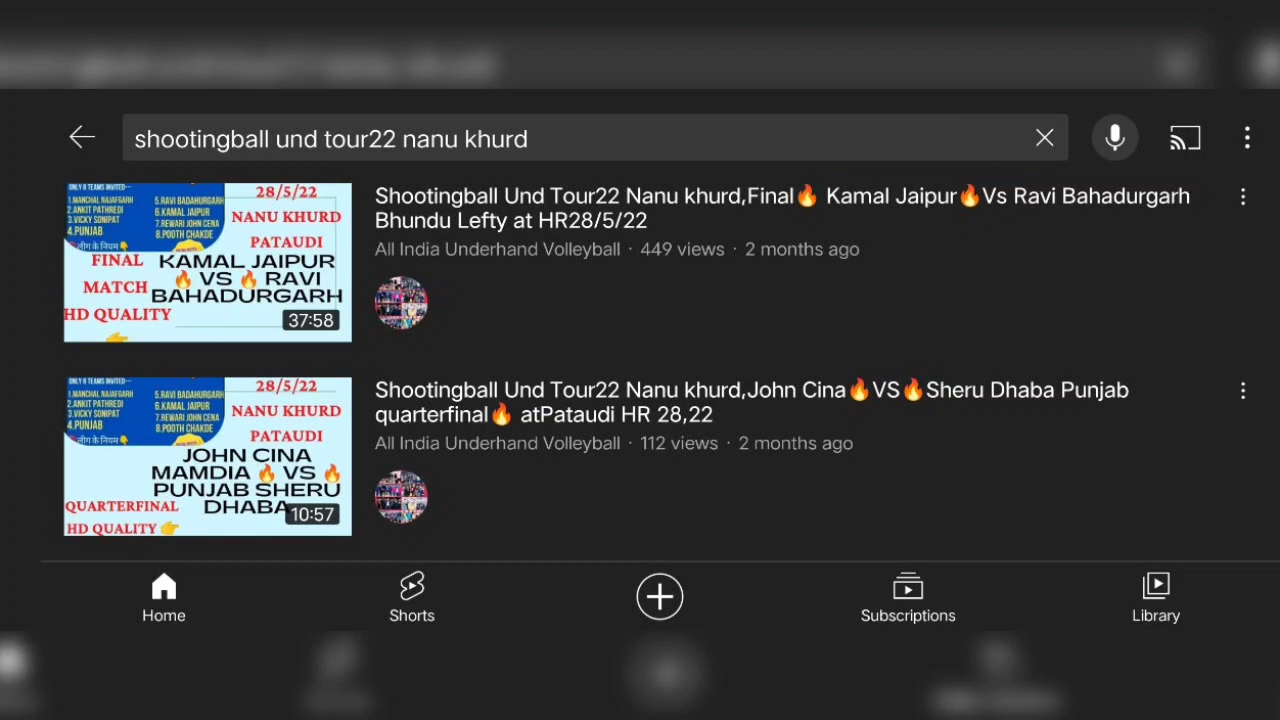 shootingball und tour22 nanu khurd
ONLY 8 TEAMS INVITED---
1.MANCHAL NAJAFGARH
2.ANKIT PATHREDI
3.VICKY SONIPAT
4.PUNJAB
5.RAVI BADAHURGARH
6.KAMAL JAIPUR
7.REWARI JOHN CENA
8.POOTH CHAKDE
लीग के नियम👇
28/5/22
NANU KHURD
PATAUDI
FINAL
MATCH
HD QUALITY
KAMAL JAIPUR
🔥 VS 🔥 RAVI
BAHADURGARH
37:58
Shootingball Und Tour22 Nanu khurd,Final🔥 Kamal Jaipur🔥Vs Ravi Bahadurgarh
Bhundu Lefty at HR28/5/22
All India Underhand Volleyball · 449 views · 2 months ago
ONLY 8 TEAMS INVITED---
1.MANCHAL NAJAFGARH
2.ANKIT PATHREDI
3.VICKY SONIPAT
4.PUNJAB
5.RAVI BADAHURGARH
6.KAMAL JAIPUR
7.REWARI JOHN CENA
8.POOTH CHAKDE
लीग के नियम👇
28/5/22
NANU KHURD
PATAUDI
JOHN CINA
MAMDIA 🔥 VS 🔥
PUNJAB SHERU
DHABA
QUARTERFINAL
HD QUALITY 👉
10:57
Shootingball Und Tour22 Nanu khurd,John Cina🔥VS🔥Sheru Dhaba Punjab
quarterfinal🔥 atPataudi HR 28,22
All India Underhand Volleyball · 112 views · 2 months ago
Home
Shorts
Subscriptions
Library